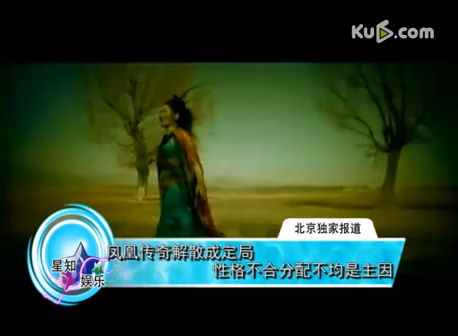 Ku6.com
北京独家报道
星知
娱乐
凤凰传奇解散成定局
性格不合分配不均是主因